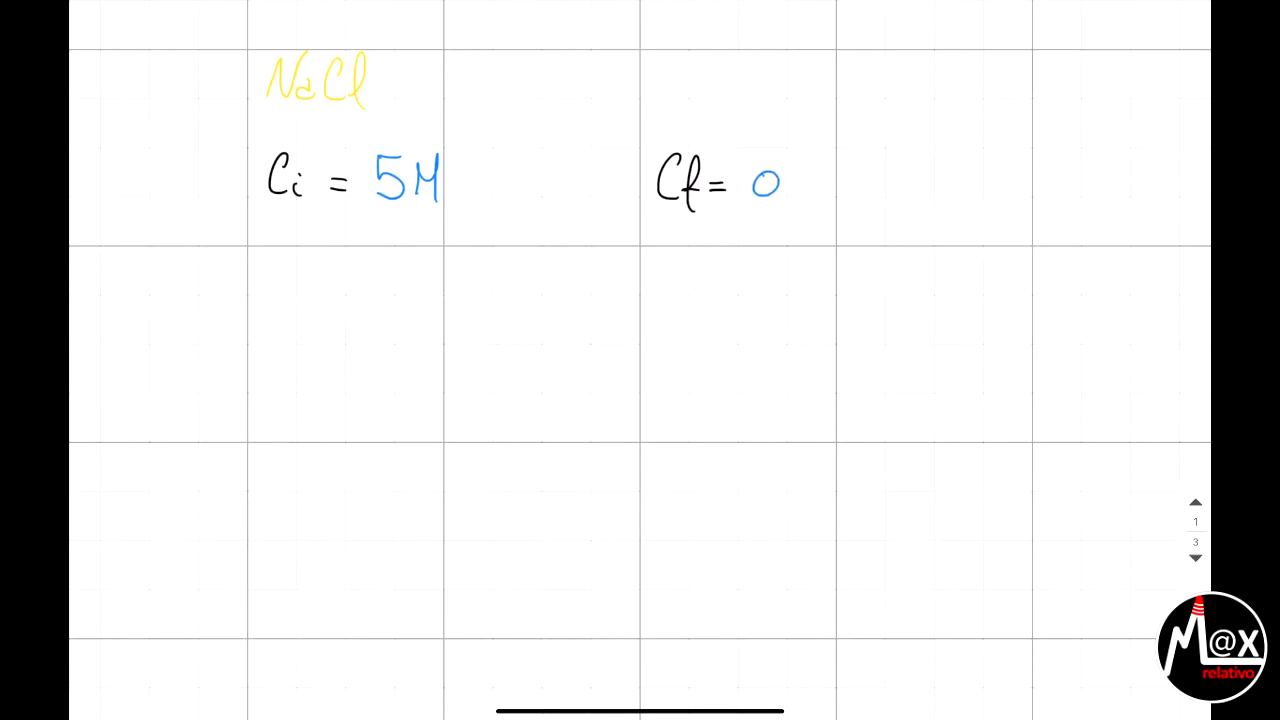 NaCl
Ci = 5M Cf = 0
1
3
M@x
relativo